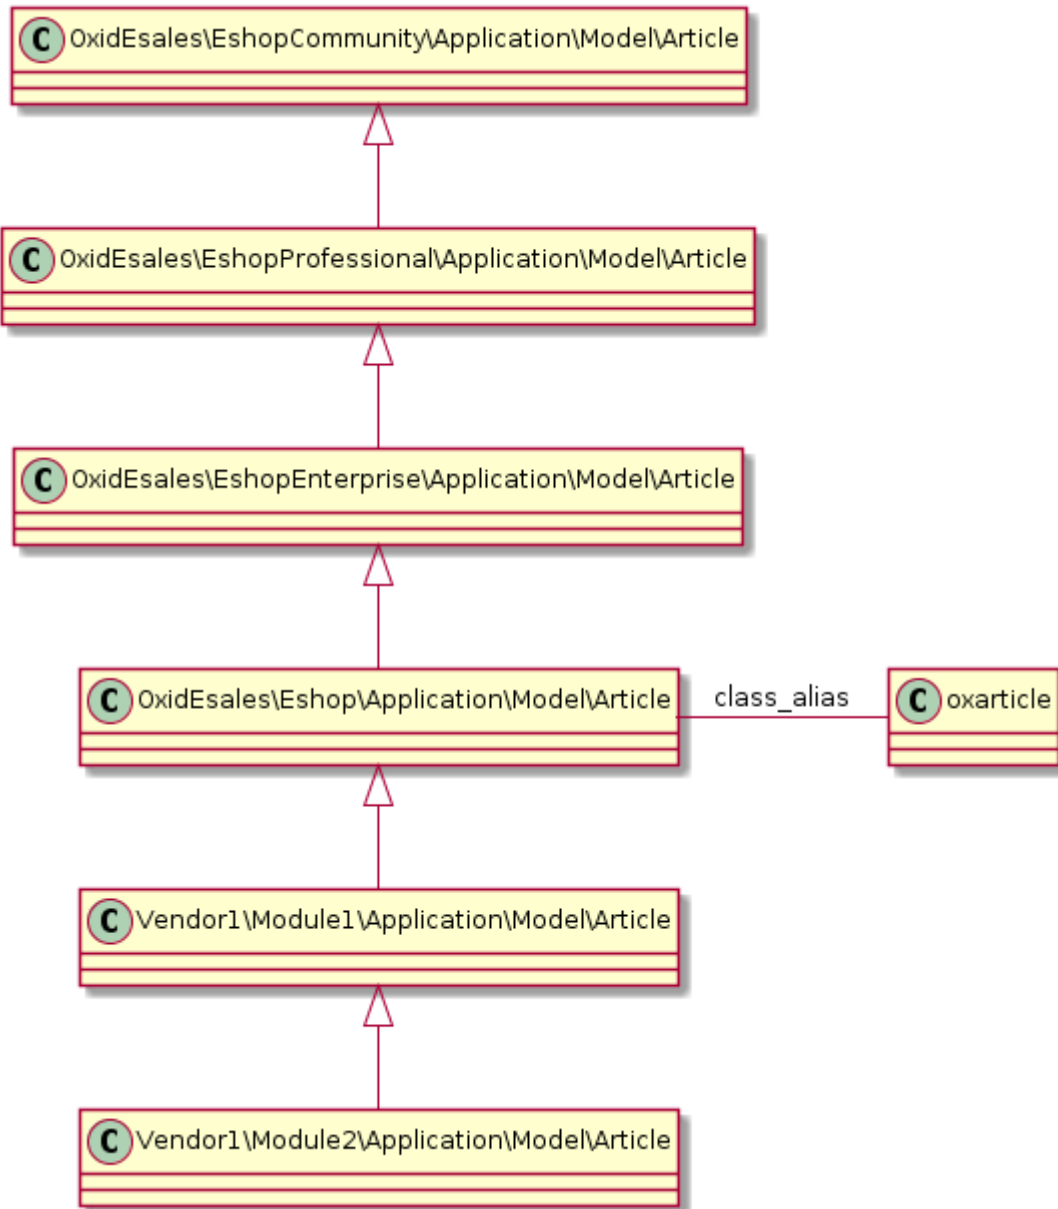 C OxidEsales\EshopCommunity\Application\Model\Article
C OxidEsales\EshopProfessional\Application\Model\Article
C OxidEsales\EshopEnterprise\Application\Model\Article
C OxidEsales\Eshop\Application\Model\Article
class_alias
C oxarticle
C Vendor1\Module1\Application\Model\Article
C Vendor1\Module2\Application\Model\Article